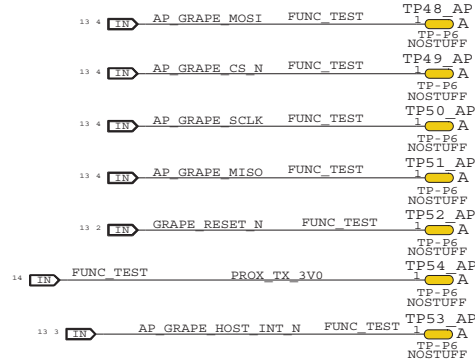 TP48_AP
13 4 IN AP_GRAPE_MOSI FUNC_TEST 1 A
TP-P6
NOSTUFF
TP49_AP
13 4 IN AP_GRAPE_CS_N FUNC_TEST 1 A
TP-P6
NOSTUFF
TP50_AP
13 4 IN AP_GRAPE_SCLK FUNC_TEST 1 A
TP-P6
NOSTUFF
TP51_AP
13 4 IN AP_GRAPE_MISO FUNC_TEST 1 A
TP-P6
NOSTUFF
TP52_AP
13 2 IN GRAPE_RESET_N FUNC_TEST 1 A
TP-P6
NOSTUFF
TP54_AP
14 IN FUNC_TEST PROX_TX_3V0 1 A
TP-P6
NOSTUFF
TP53_AP
13 3 IN AP_GRAPE_HOST_INT_N FUNC_TEST 1 A
TP-P6
NOSTUFF